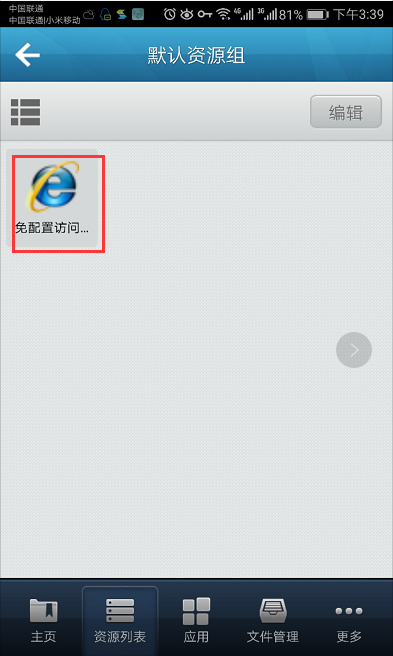 中国联通
中国联通|小米移动
4G
3G
81%
下午3:39
默认资源组
编辑
免配置访问...
主页
资源列表
应用
文件管理
更多